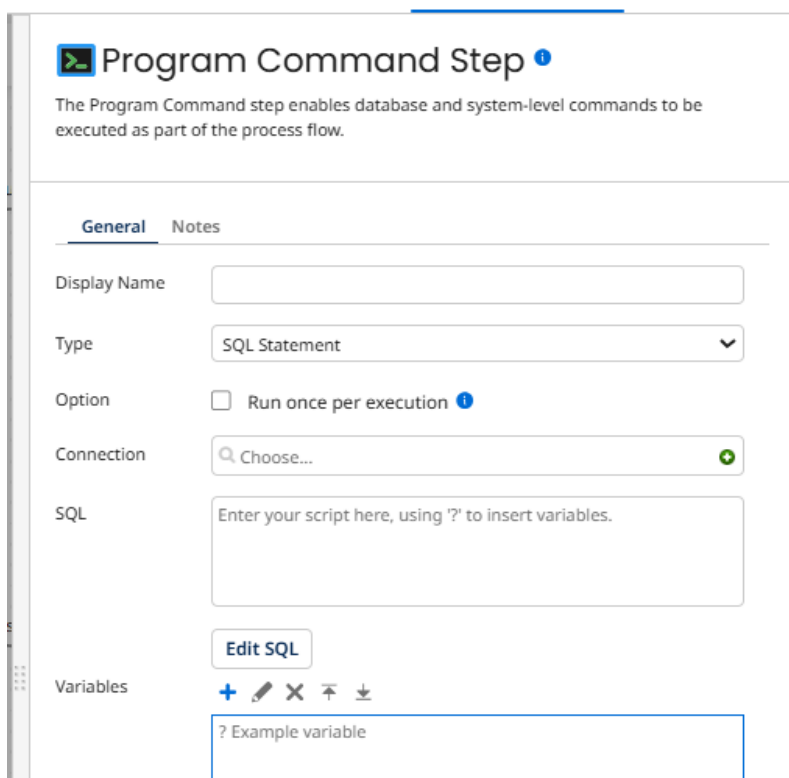 Program Command Step
The Program Command step enables database and system-level commands to be
executed as part of the process flow.
General Notes
Display Name
Type SQL Statement
Option Run once per execution
Connection Choose...
SQL Enter your script here, using '?' to insert variables.
Edit SQL
Variables
? Example variable